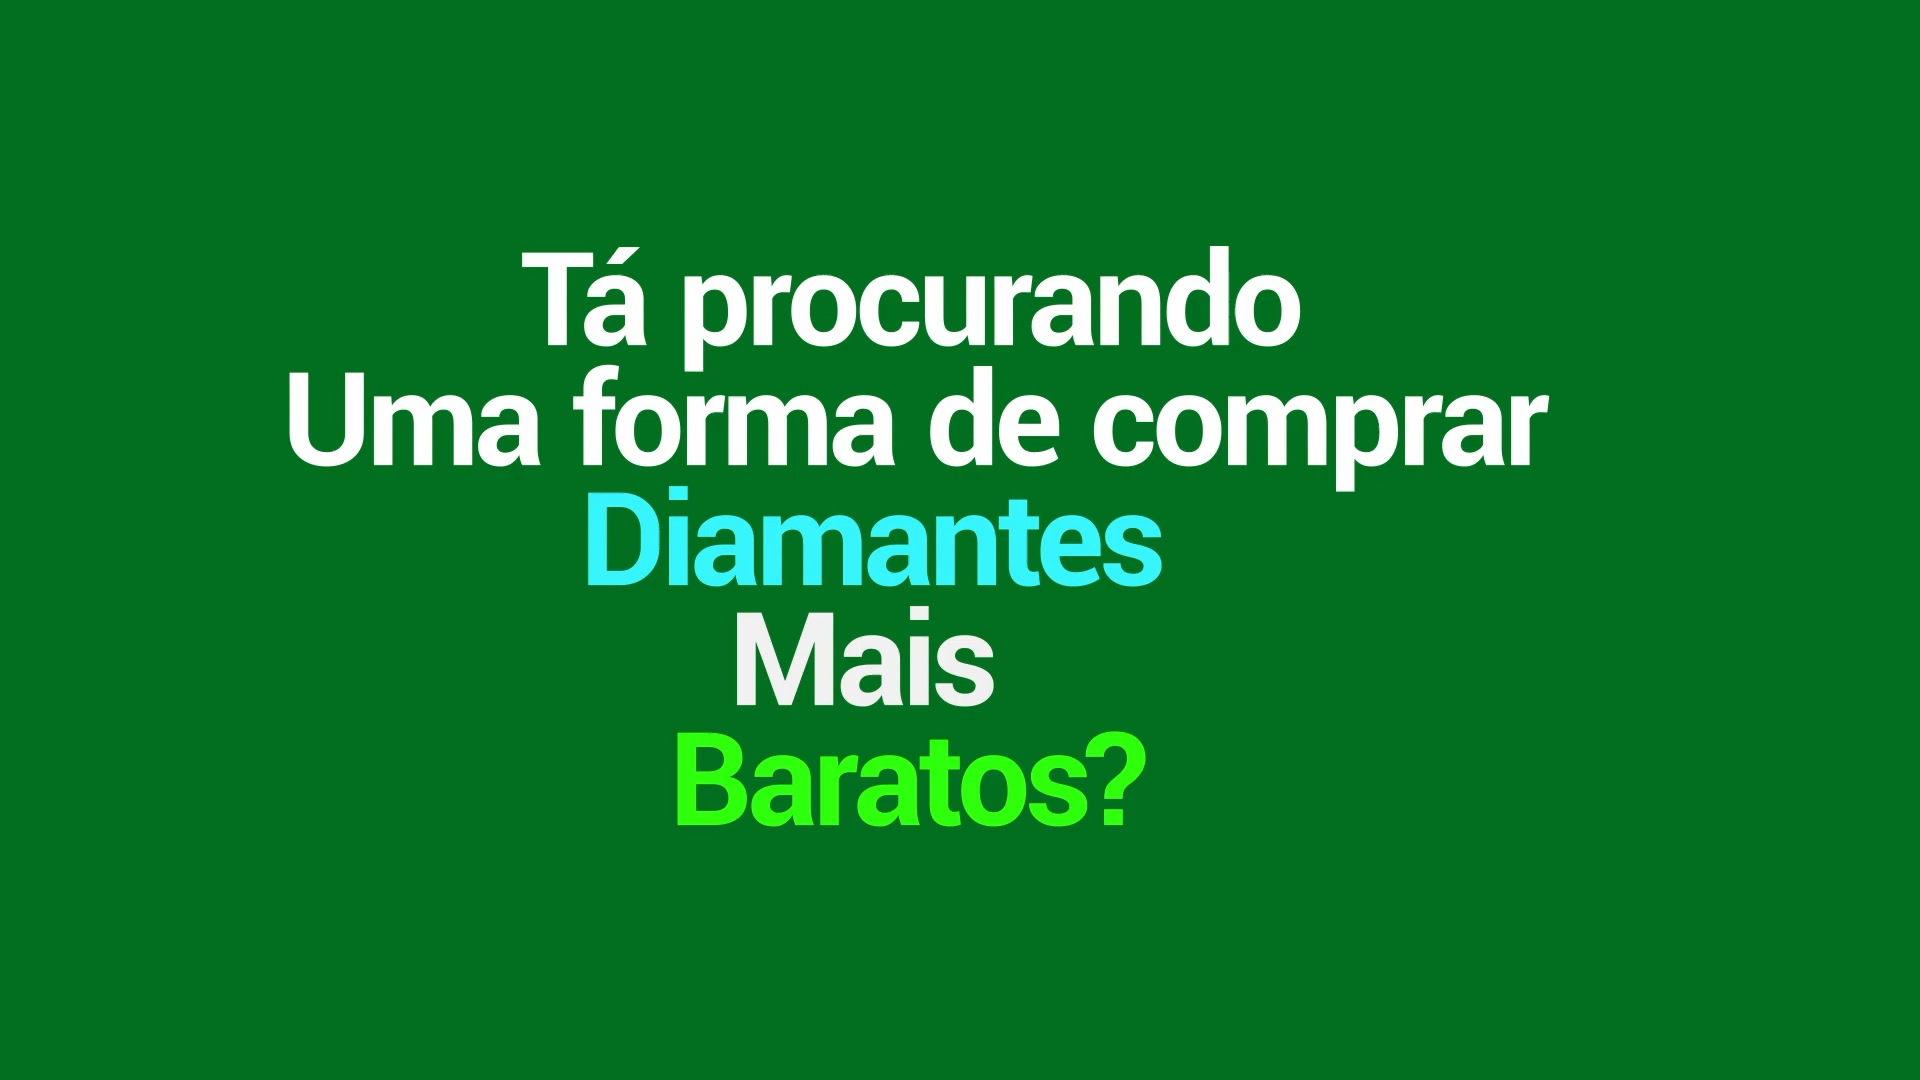 Tá procurando
Uma forma de comprar
Diamantes
Mais
Baratos?